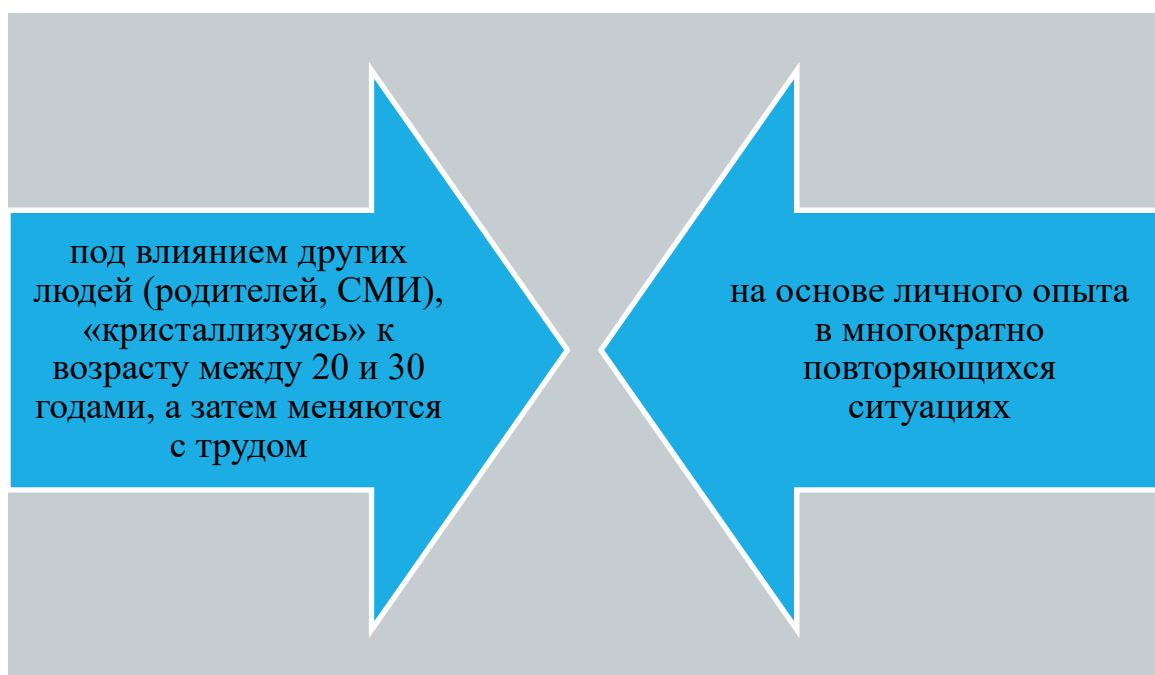 под влиянием других
людей (родителей, СМИ),
«кристаллизуясь» к
возрасту между 20 и 30
годами, а затем меняются
с трудом
на основе личного опыта
в многократно
повторяющихся
ситуациях